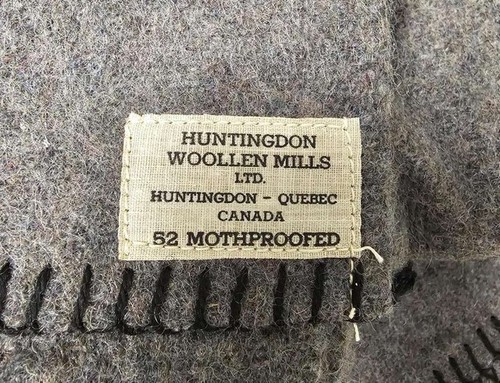 HUNTINGDON
WOOLLEN MILLS
LTD.
HUNTINGDON - QUEBEC
CANADA
52 MOTHPROOFED